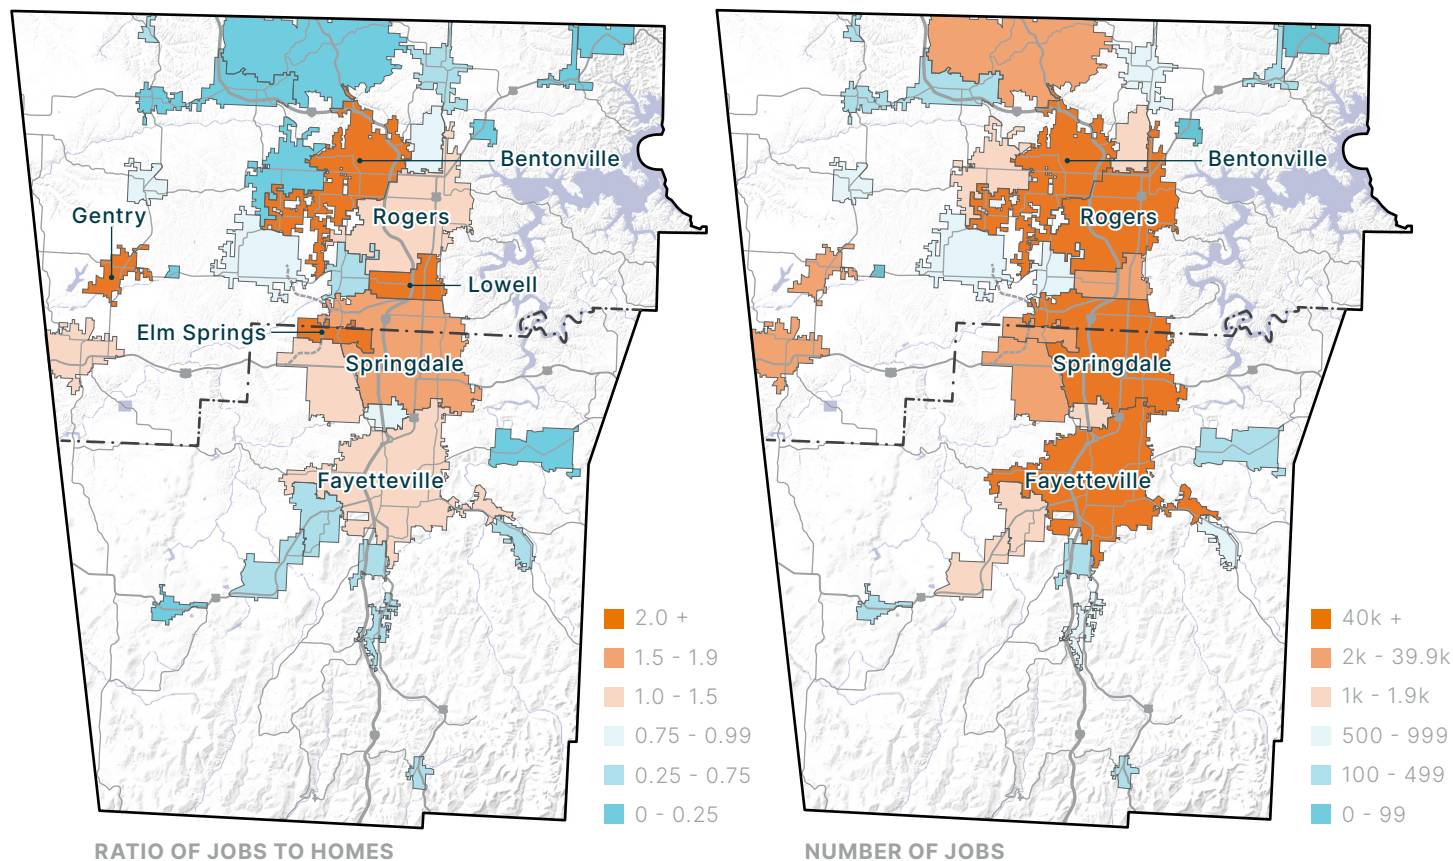 Bentonville
Gentry
Rogers
Lowell
Elm Springs
Springdale
Fayetteville
2.0 +
1.5 - 1.9
1.0 - 1.5
0.75 - 0.99
0.25 - 0.75
0 - 0.25
RATIO OF JOBS TO HOMES
Bentonville
Rogers
Springdale
Fayetteville
40k +
2k - 39.9k
1k - 1.9k
500 - 999
100 - 499
0 - 99
NUMBER OF JOBS